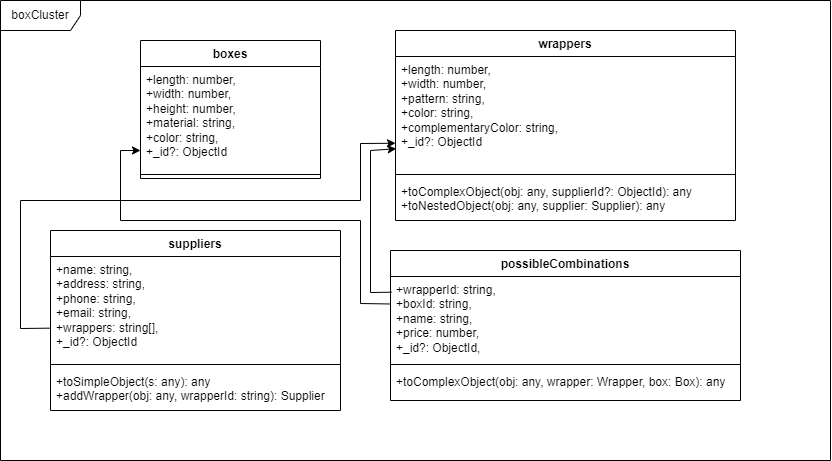 boxCluster
boxes
+length: number,
+width: number,
+height: number,
+material: string,
+color: string,
+_id?: ObjectId
wrappers
+length: number,
+width: number,
+pattern: string,
+color: string,
+complementaryColor: string,
+_id?: ObjectId
+toComplexObject(obj: any, supplierId?: ObjectId): any
+toNestedObject(obj: any, supplier: Supplier): any
suppliers
+name: string,
+address: string,
+phone: string,
+email: string,
+wrappers: string[],
+_id?: ObjectId
+toSimpleObject(s: any): any
+addWrapper(obj: any, wrapperId: string): Supplier
possibleCombinations
+wrapperId: string,
+boxId: string,
+name: string,
+price: number,
+_id?: ObjectId,
+toComplexObject(obj: any, wrapper: Wrapper, box: Box): any